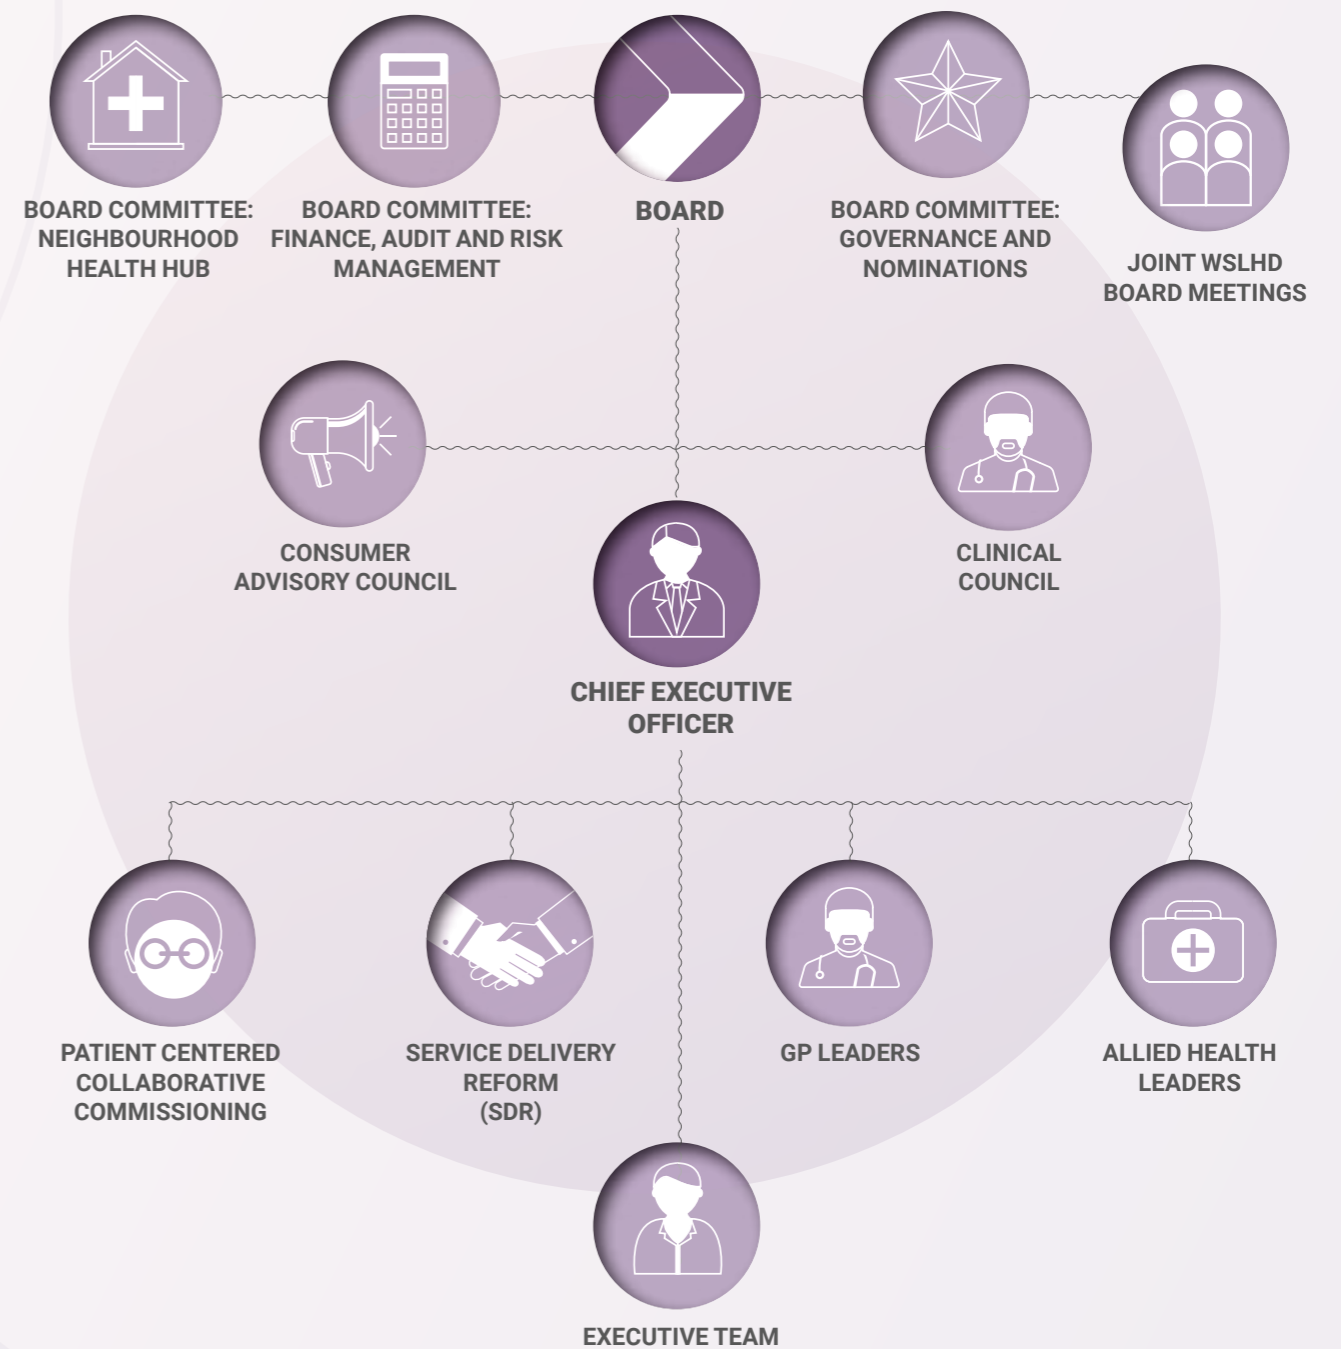 BOARD COMMITTEE:
NEIGHBOURHOOD
HEALTH HUB
BOARD COMMITTEE:
FINANCE, AUDIT AND RISK
MANAGEMENT
BOARD
BOARD COMMITTEE:
GOVERNANCE AND
NOMINATIONS
JOINT WSLHD
BOARD MEETINGS
CONSUMER
ADVISORY COUNCIL
CLINICAL
COUNCIL
CHIEF EXECUTIVE
OFFICER
PATIENT CENTERED
COLLABORATIVE
COMMISSIONING
SERVICE DELIVERY
REFORM
(SDR)
GP LEADERS
ALLIED HEALTH
LEADERS
EXECUTIVE TEAM